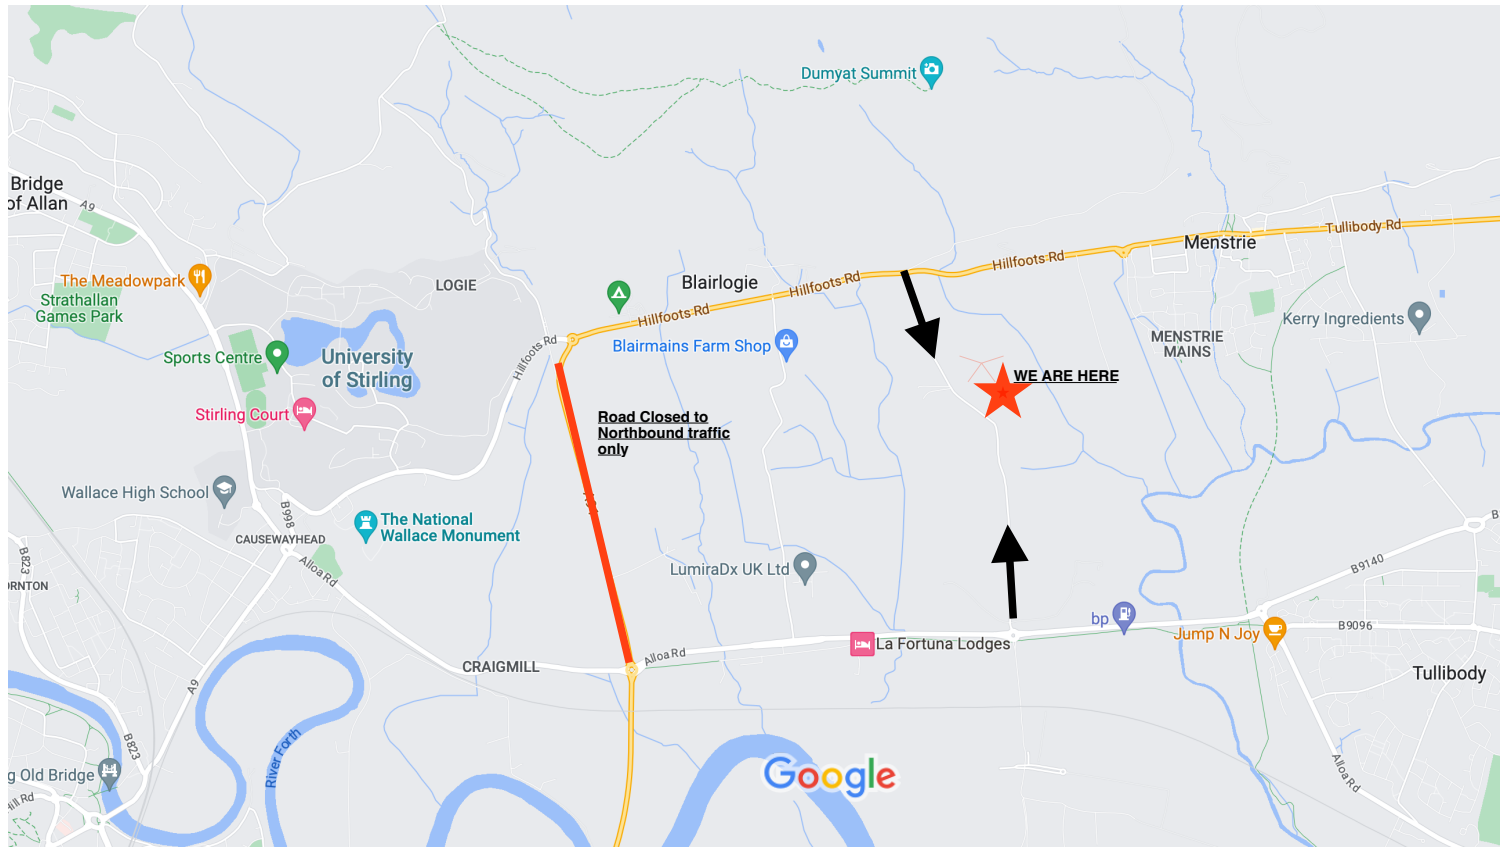 Dumyat Summit
Bridge
of Allan
A9
Tullibody Rd
Menstrie
Hillfoots Rd
The Meadowpark
Blairlogie
Hillfoots Rd
LOGIE
Strathallan
Games Park
Hillfoots Rd
Kerry Ingredients
MENSTRIE
MAINS
Hillfoots Rd
Blairmains Farm Shop
Sports Centre
University
of Stirling
WE ARE HERE
Stirling Court
Road Closed to
Northbound traffic
only
Wallace High School
B998
The National
Wallace Monument
CAUSEWAYHEAD
B823
Alloa Rd
LumiraDx UK Ltd
B9140
ORNTON
bp
B9096
Jump N Joy
La Fortuna Lodges
Alloa Rd
CRAIGMILL
Tullibody
A9
B823
River Forth
g Old Bridge
Google
Alloa Rd
ill Rd